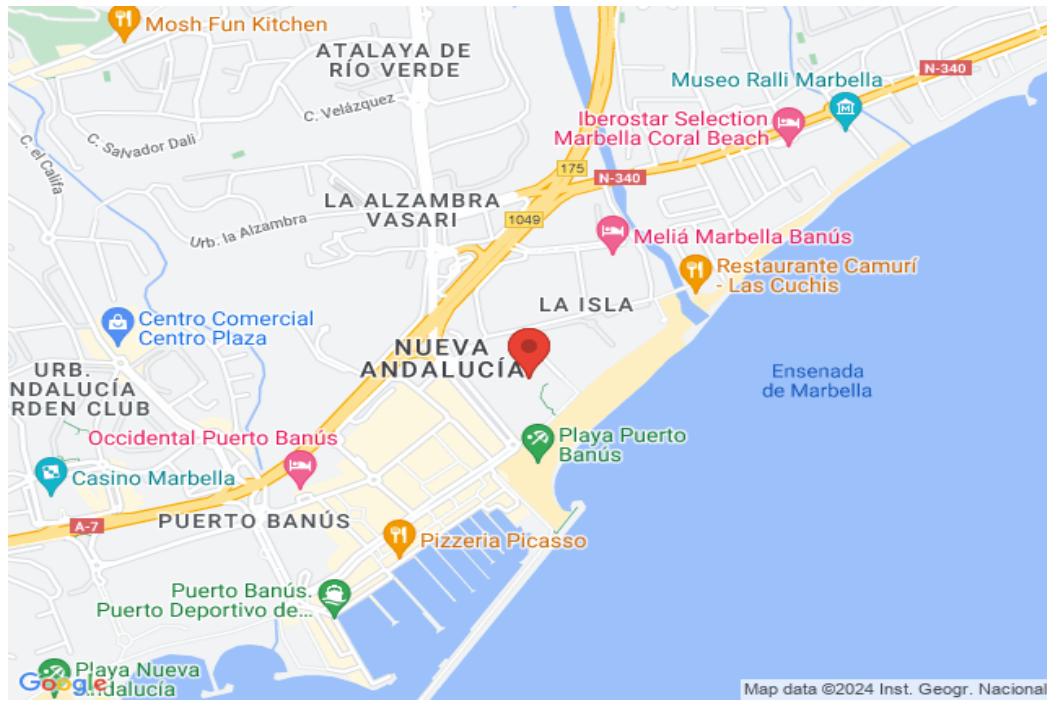 Mosh Fun Kitchen
ATALAYA DE
RÍO VERDE
N-340
Museo Ralli Marbella
C. Velázquez
Iberostar Selection
Marbella Coral Beach
C. Salvador Dalí
C. el Califa
175
N-340
LA ALZAMBRA
VASARI
1049
Urb. la Alzambra
Meliá Marbella Banús
Restaurante Camurí
- Las Cuchis
LA ISLA
Centro Comercial
Centro Plaza
NUEVA
ANDALUCÍA
URB.
NDALUCÍA
RDEN CLUB
Ensenada
de Marbella
Occidental Puerto Banús
Playa Puerto
Banús
Casino Marbella
A-7
PUERTO BANÚS
Pizzeria Picasso
Puerto Banús.
Puerto Deportivo de...
Playa Nueva
Andalucía
Google
Map data ©2024 Inst. Geogr. Nacional